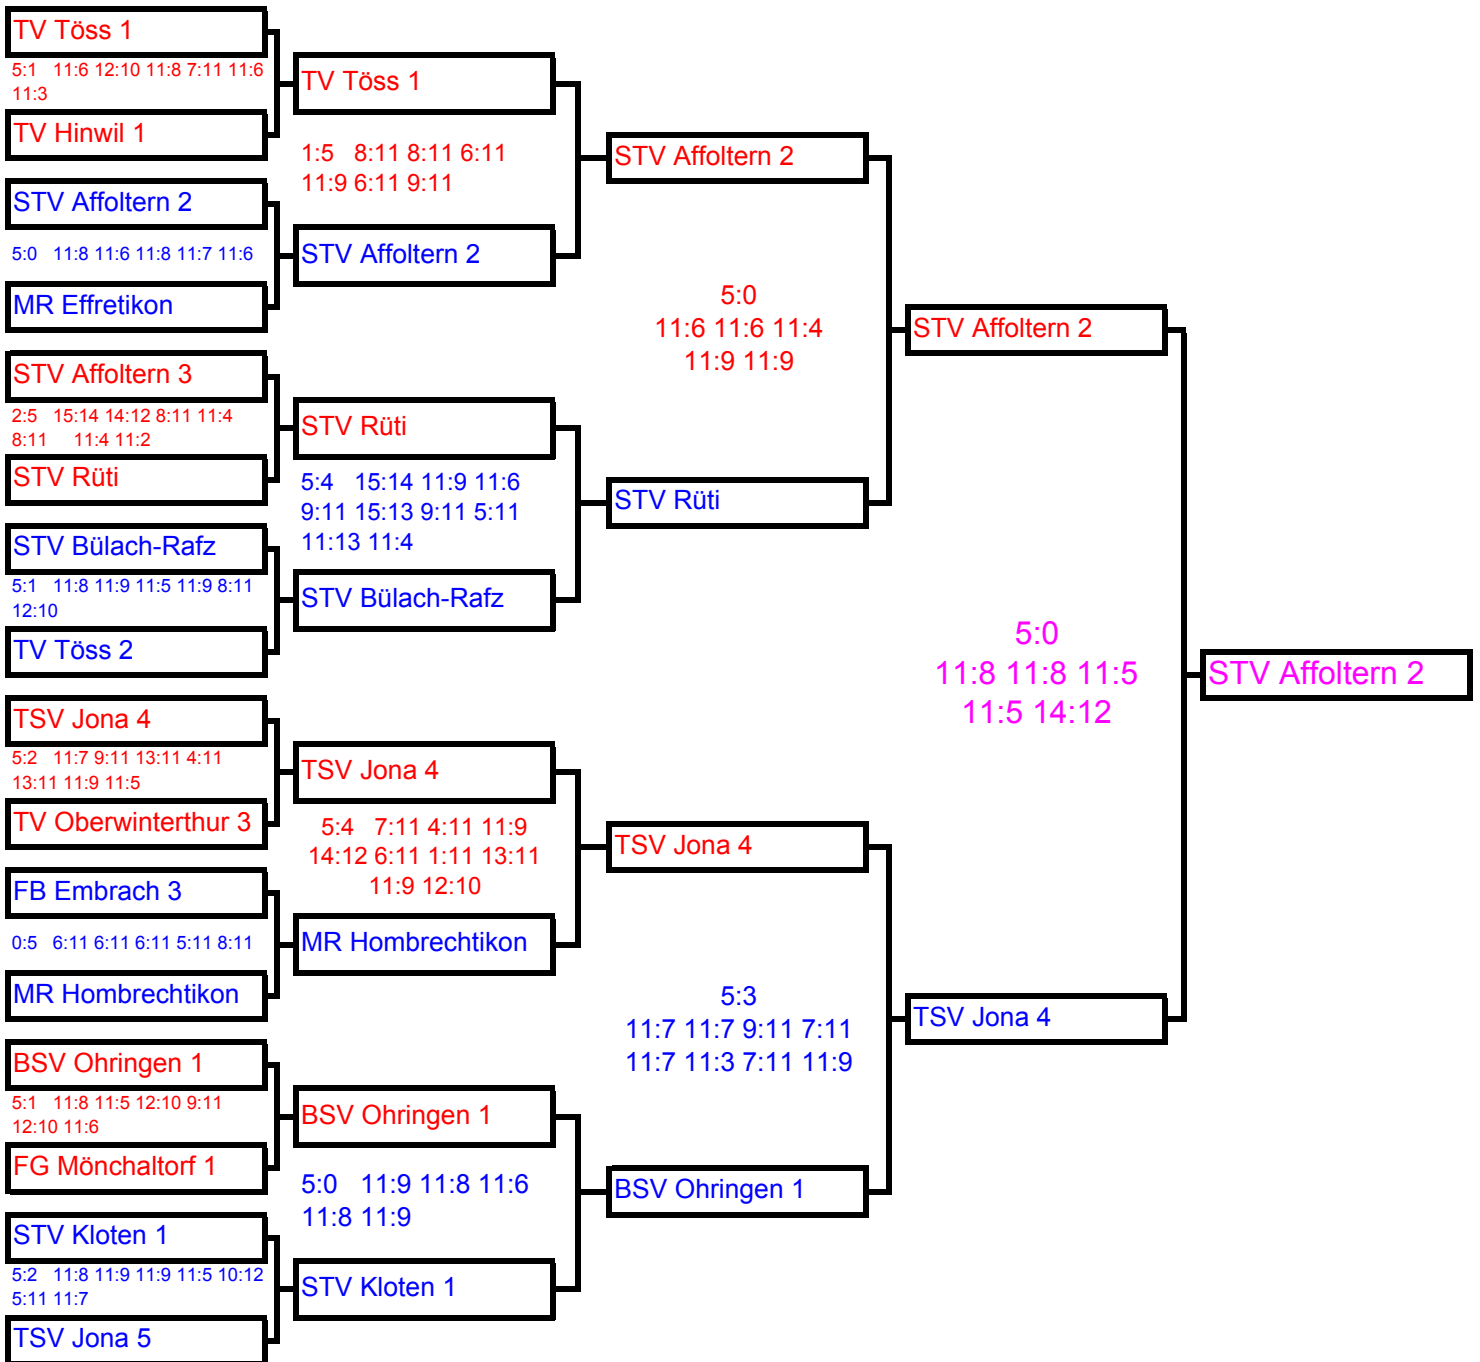 TV Töss 1
5:1 11:6 12:10 11:8 7:11 11:6
11:3
TV Hinwil 1
STV Affoltern 2
5:0 11:8 11:6 11:8 11:7 11:6
MR Effretikon
STV Affoltern 3
2:5 15:14 14:12 8:11 11:4
8:11 11:4 11:2
STV Rüti
STV Bülach-Rafz
5:1 11:8 11:9 11:5 11:9 8:11
12:10
TV Töss 2
TSV Jona 4
5:2 11:7 9:11 13:11 4:11
13:11 11:9 11:5
TV Oberwinterthur 3
FB Embrach 3
0:5 6:11 6:11 6:11 5:11 8:11
MR Hombrechtikon
BSV Ohringen 1
5:1 11:8 11:5 12:10 9:11
12:10 11:6
FG Mönchaltorf 1
STV Kloten 1
5:2 11:8 11:9 11:9 11:5 10:12
5:11 11:7
TSV Jona 5
TV Töss 1
1:5 8:11 8:11 6:11
11:9 6:11 9:11
STV Affoltern 2
STV Rüti
5:4 15:14 11:9 11:6
9:11 15:13 9:11 5:11
11:13 11:4
STV Bülach-Rafz
TSV Jona 4
5:4 7:11 4:11 11:9
14:12 6:11 1:11 13:11
11:9 12:10
MR Hombrechtikon
BSV Ohringen 1
5:0 11:9 11:8 11:6
11:8 11:9
STV Kloten 1
STV Affoltern 2
5:0
11:6 11:6 11:4
11:9 11:9
STV Rüti
TSV Jona 4
5:3
11:7 11:7 9:11 7:11
11:7 11:3 7:11 11:9
BSV Ohringen 1
STV Affoltern 2
5:0
11:8 11:8 11:5
11:5 14:12
TSV Jona 4
STV Affoltern 2